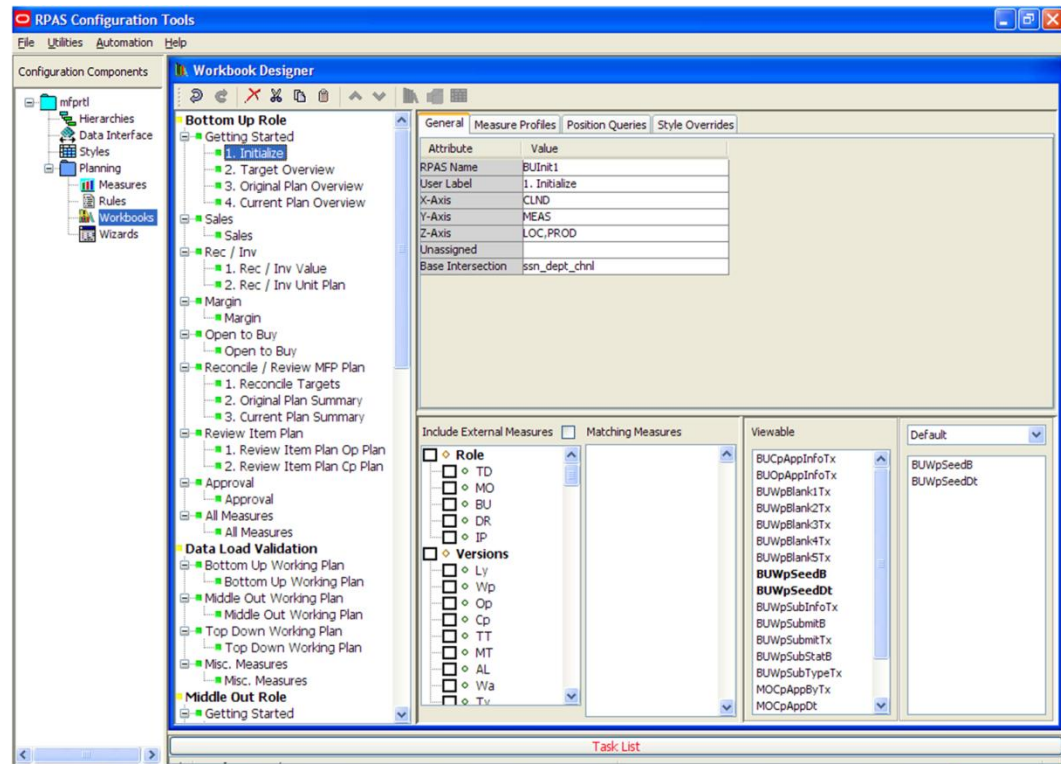 RPAS Configuration Tools
File Utilities Automation Help
Configuration Components
mfprtl
Hierarchies
Data Interface
Styles
Planning
Measures
Rules
Workbooks
Wizards
Workbook Designer
Bottom Up Role
Getting Started
1. Initialize
2. Target Overview
3. Original Plan Overview
4. Current Plan Overview
Sales
Sales
Rec / Inv
1. Rec / Inv Value
2. Rec / Inv Unit Plan
Margin
Margin
Open to Buy
Open to Buy
Reconcile / Review MFP Plan
1. Reconcile Targets
2. Original Plan Summary
3. Current Plan Summary
Review Item Plan
1. Review Item Plan Op Plan
2. Review Item Plan Cp Plan
Approval
Approval
All Measures
All Measures
Data Load Validation
Bottom Up Working Plan
Bottom Up Working Plan
Middle Out Working Plan
Middle Out Working Plan
Top Down Working Plan
Top Down Working Plan
Misc. Measures
Misc. Measures
Middle Out Role
Getting Started
General Measure Profiles Position Queries Style Overrides
Attribute Value
RPAS Name BUInit1
User Label 1. Initialize
X-Axis CLND
Y-Axis MEAS
Z-Axis LOC,PROD
Unassigned
Base Intersection ssn_dept_chnl
Include External Measures
Role
TD
MO
BU
DR
IP
Versions
Ly
Wp
Op
Cp
TT
MT
AL
Wa
Ty
Matching Measures
Viewable
BUCpAppInfoTx
BUOpAppInfoTx
BUWpBlank1Tx
BUWpBlank2Tx
BUWpBlank3Tx
BUWpBlank4Tx
BUWpBlank5Tx
BUWpSeedB
BUWpSeedDt
BUWpSubInfoTx
BUWpSubmitB
BUWpSubmitTx
BUWpSubStatB
BUWpSubTypeTx
MOCpAppByTx
MOCpAppDt
Default
BUWpSeedB
BUWpSeedDt
Task List